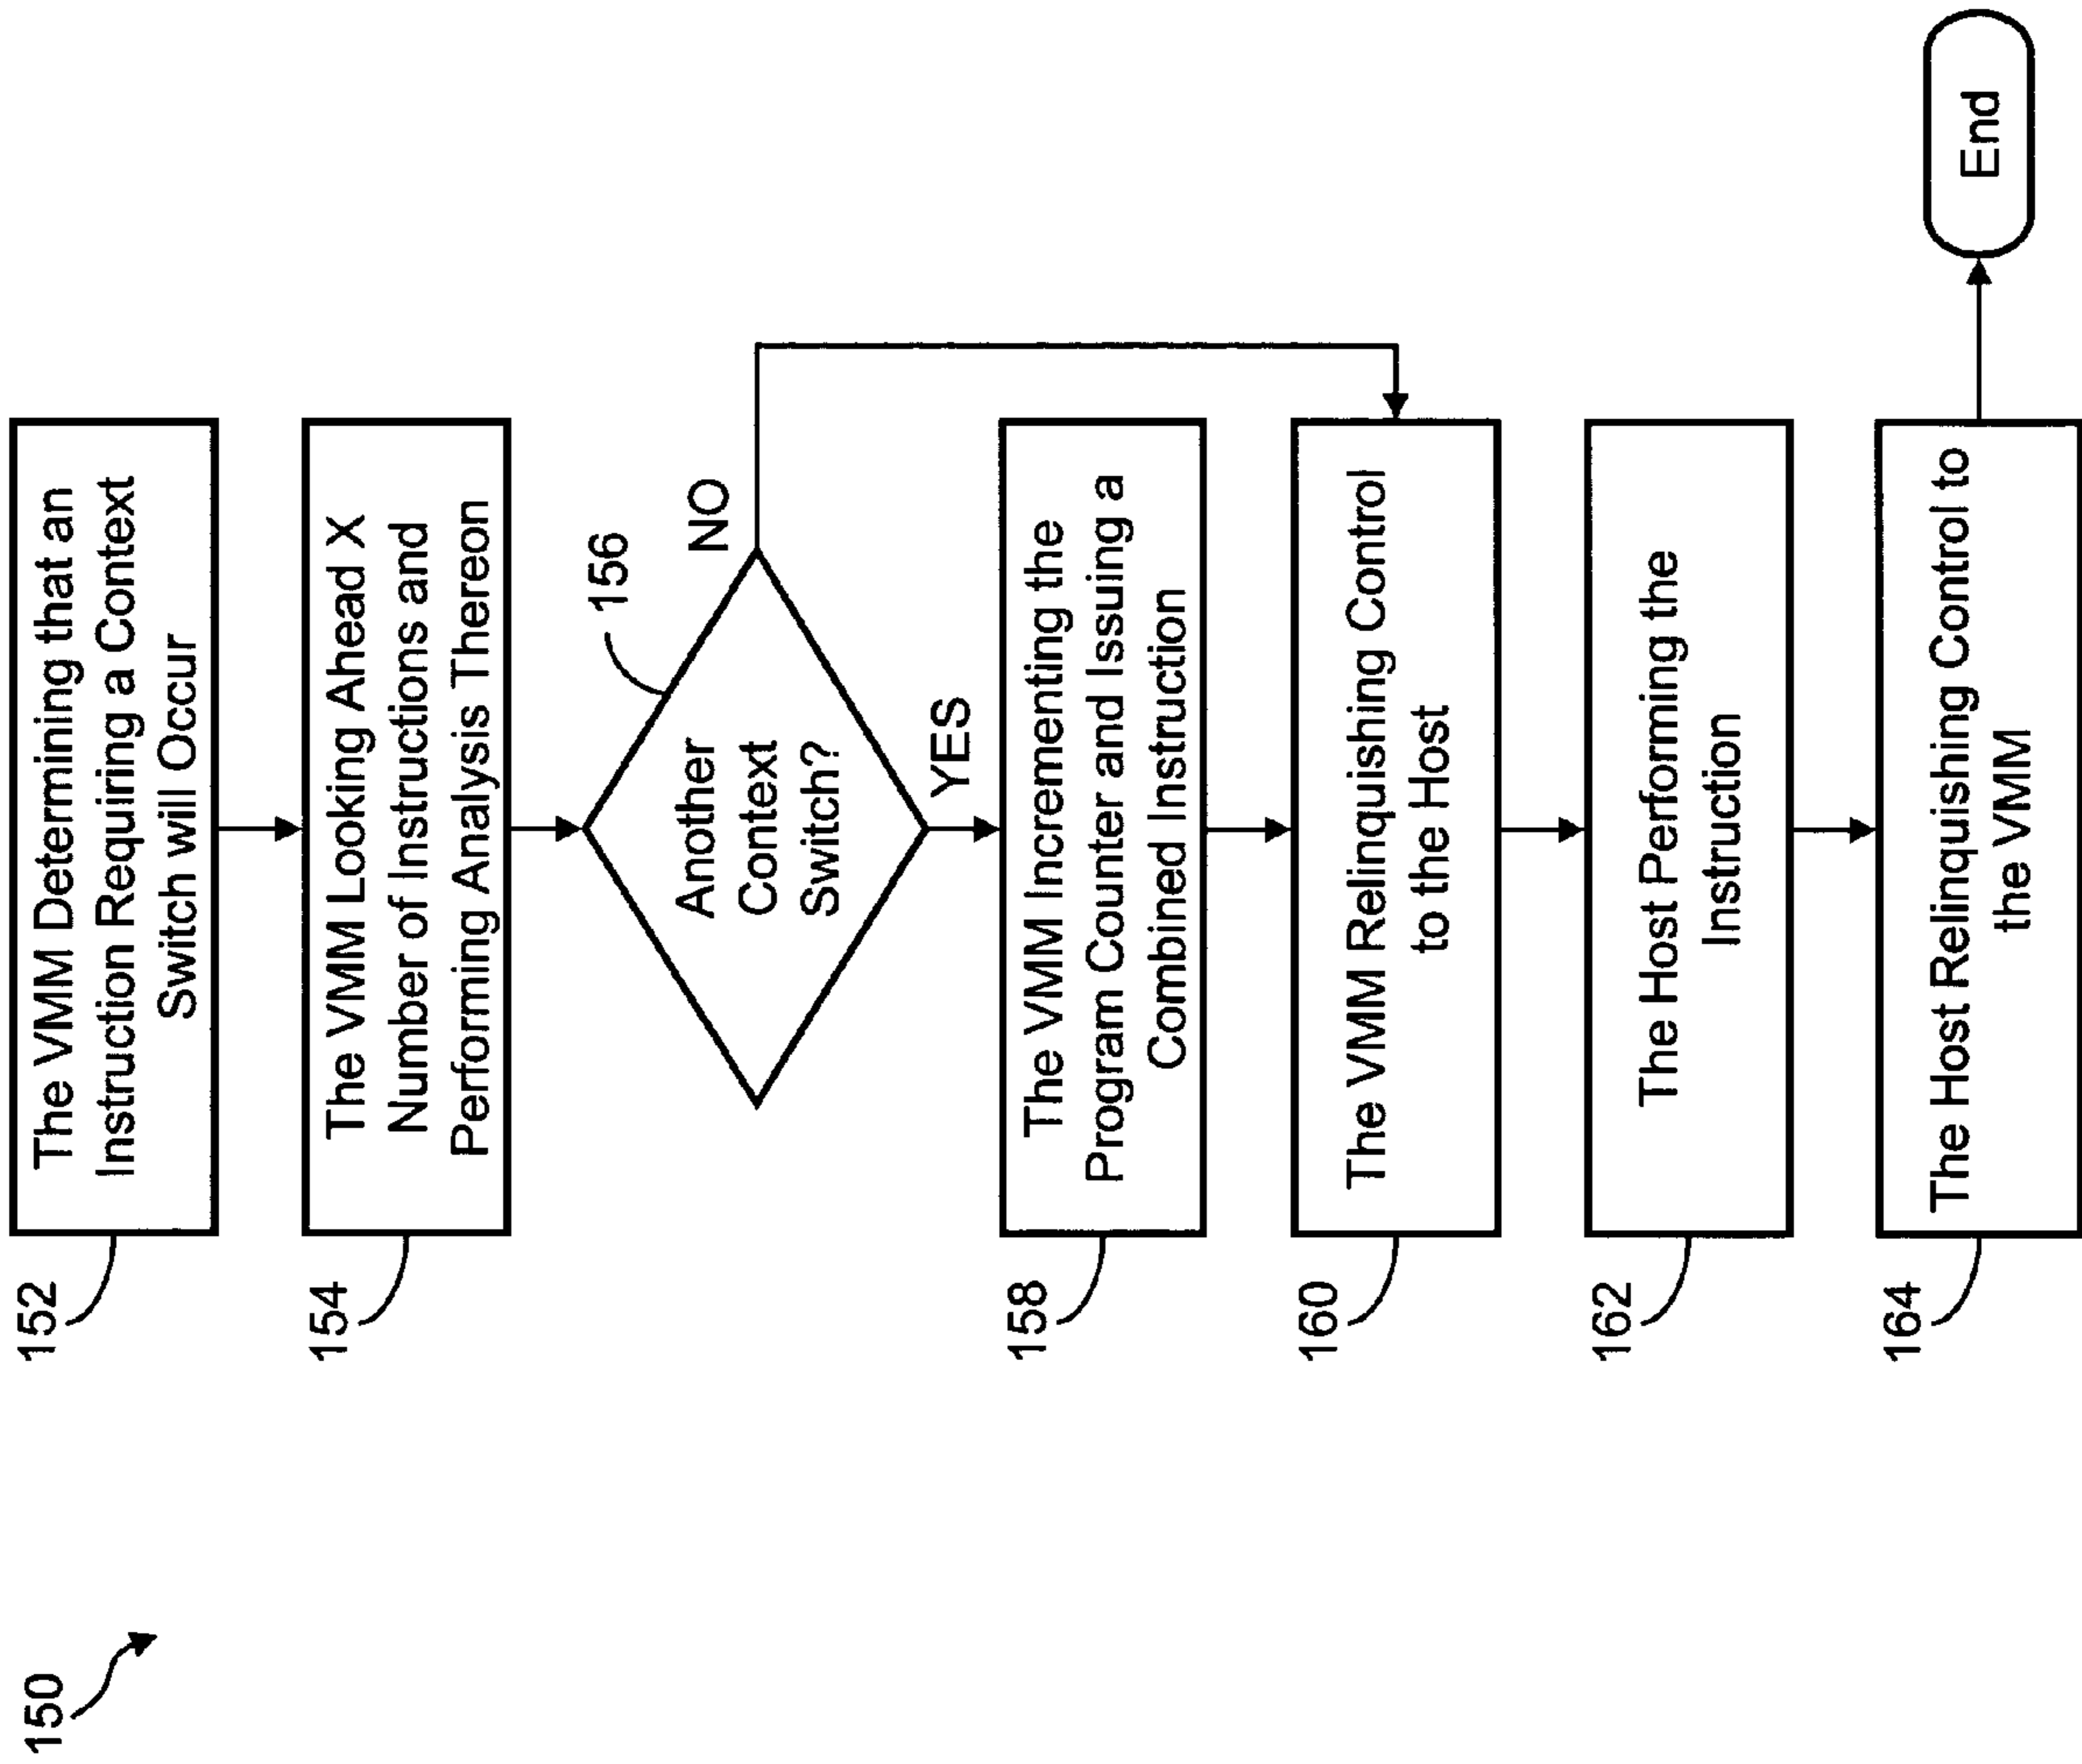 150
152
The VMM Determining that an
Instruction Requiring a Context
Switch will Occur
154
The VMM Looking Ahead X
Number of Instructions and
Performing Analysis Thereon
156
Another
Context
Switch?
NO
YES
158
The VMM Incrementing the
Program Counter and Issuing a
Combined Instruction
160
The VMM Relinquishing Control
to the Host
162
The Host Performing the
Instruction
164
The Host Relinquishing Control to
the VMM
End